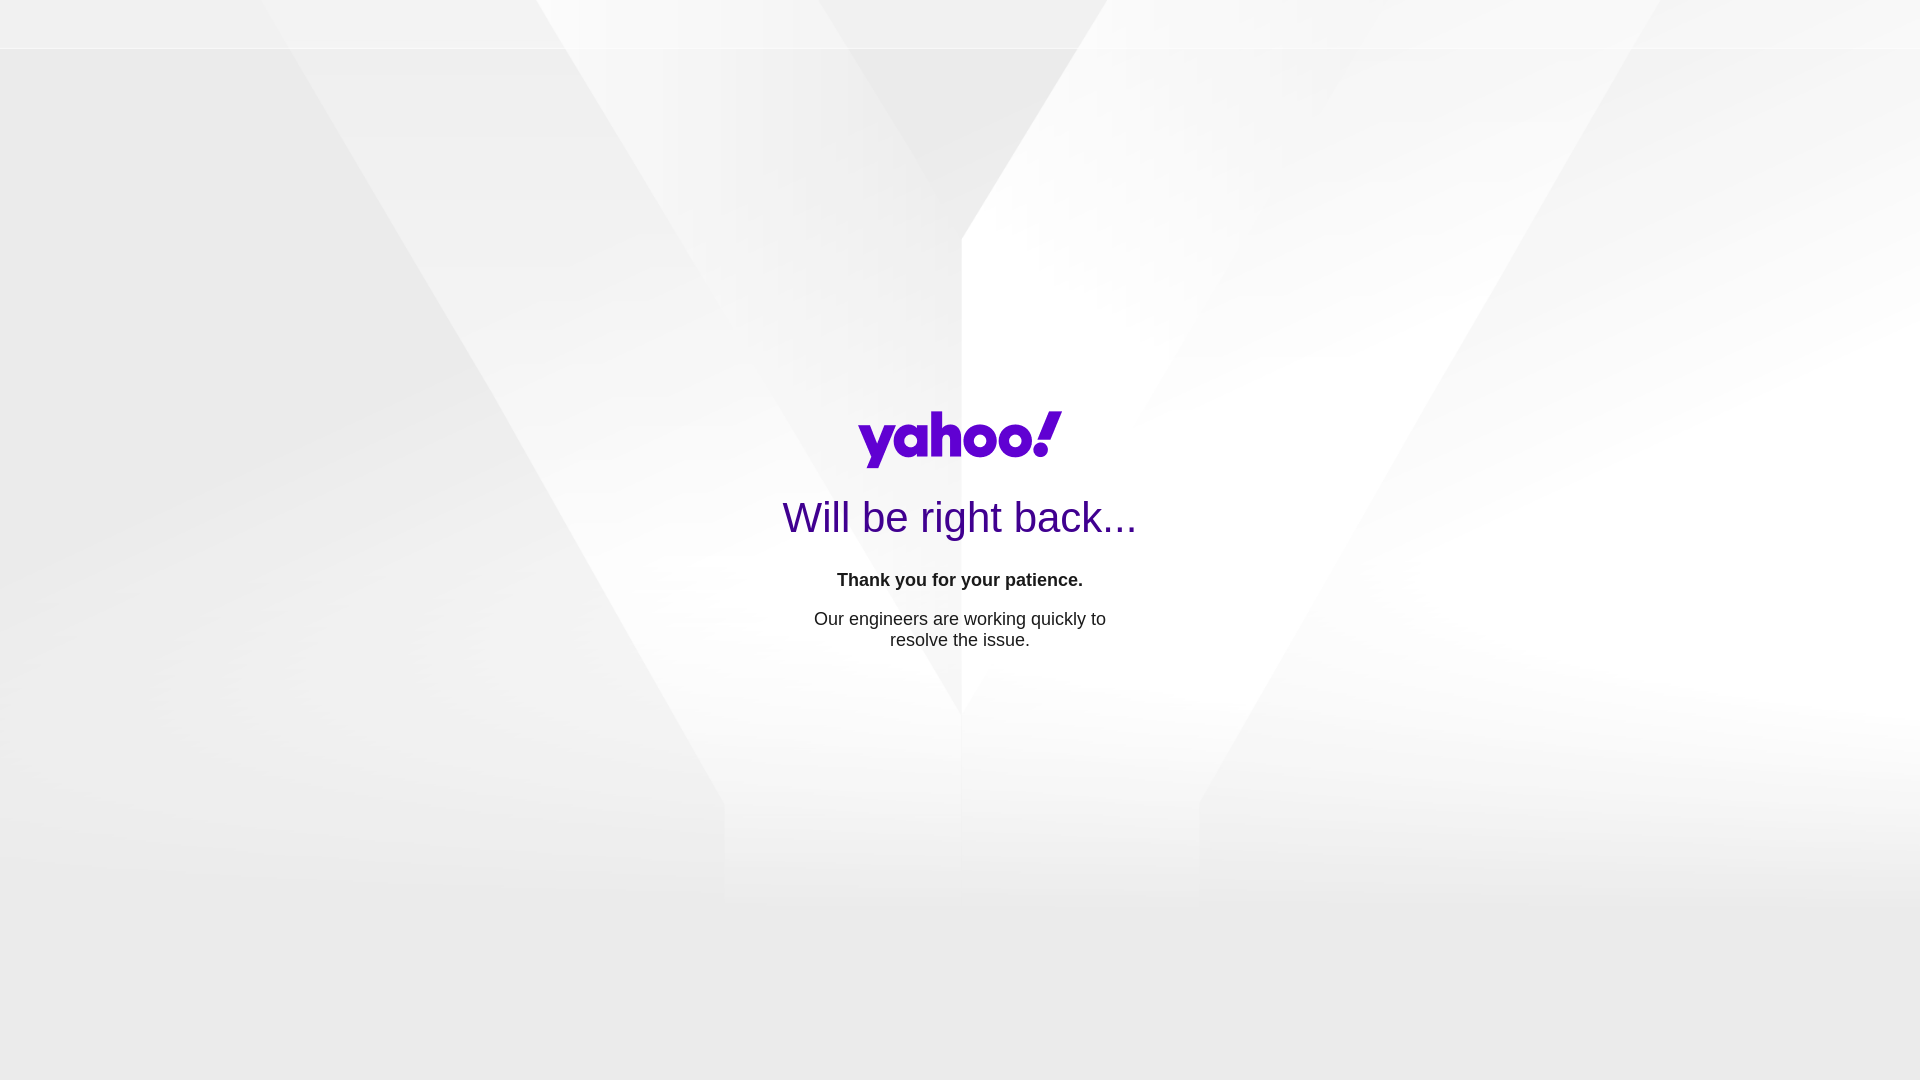 yahoo!
Will be right back...
Thank you for your patience.
Our engineers are working quickly to
resolve the issue.